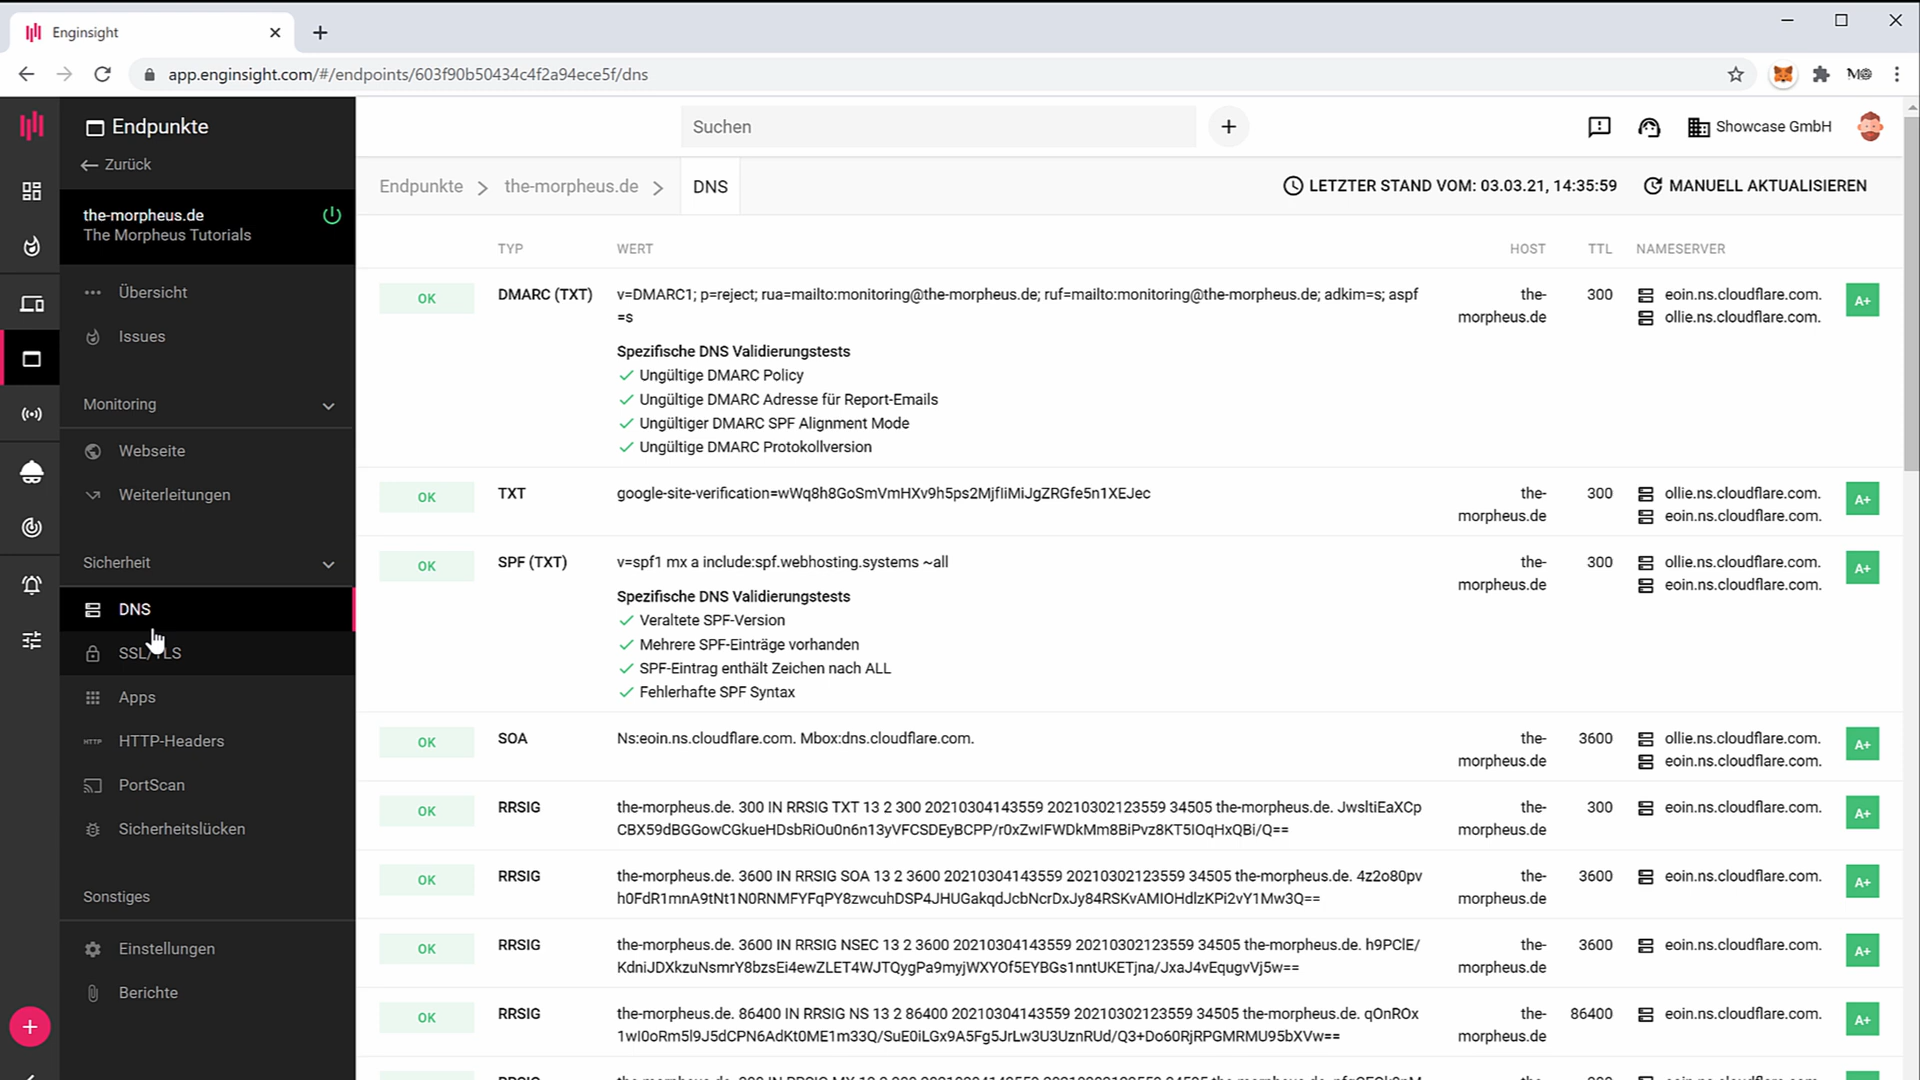 Enginsight
app.enginsight.com/#/endpoints/603f90b50434c4f2a94ece5f/dns
Endpunkte
Zurück
the-morpheus.de
The Morpheus Tutorials
Übersicht
Issues
Monitoring
Webseite
Weiterleitungen
Sicherheit
DNS
SSL/TLS
Apps
HTTP
HTTP-Headers
PortScan
Sicherheitslücken
Sonstiges
Einstellungen
Berichte
Suchen
Showcase GmbH
Endpunkte
the-morpheus.de
DNS
LETZTER STAND VOM: 03.03.21, 14:35:59
MANUELL AKTUALISIEREN
TYP WERT HOST TTL NAMESERVER
OK DMARC (TXT) v=DMARC1; p=reject; rua=mailto:monitoring@the-morpheus.de; ruf=mailto:monitoring@the-morpheus.de; adkim=s; aspf the- 300 eoin.ns.cloudflare.com. A+
=s morpheus.de ollie.ns.cloudflare.com.
Spezifische DNS Validierungstests
Ungültige DMARC Policy
Ungültige DMARC Adresse für Report-Emails
Ungültiger DMARC SPF Alignment Mode
Ungültige DMARC Protokollversion
OK TXT google-site-verification=wWq8h8GoSmVmHXv9h5ps2MjfIiMiJgZRGfe5n1XEJec the- 300 ollie.ns.cloudflare.com. A+
morpheus.de eoin.ns.cloudflare.com.
OK SPF (TXT) v=spf1 mx a include:spf.webhosting.systems ~all the- 300 ollie.ns.cloudflare.com. A+
morpheus.de eoin.ns.cloudflare.com.
Spezifische DNS Validierungstests
Veraltete SPF-Version
Mehrere SPF-Einträge vorhanden
SPF-Eintrag enthält Zeichen nach ALL
Fehlerhafte SPF Syntax
OK SOA Ns:eoin.ns.cloudflare.com. Mbox:dns.cloudflare.com. the- 3600 ollie.ns.cloudflare.com. A+
morpheus.de eoin.ns.cloudflare.com.
OK RRSIG the-morpheus.de. 300 IN RRSIG TXT 13 2 300 20210304143559 20210302123559 34505 the-morpheus.de. JwsltiEaXCp the- 300 eoin.ns.cloudflare.com. A+
CBX59dBGGowCGkueHDsbRiOu0n6n13yVFCSDEyBCPP/r0xZwIFWDkMm8BiPvz8KT5IOqHxQBi/Q== morpheus.de
OK RRSIG the-morpheus.de. 3600 IN RRSIG SOA 13 2 3600 20210304143559 20210302123559 34505 the-morpheus.de. 4z2o80pv the- 3600 eoin.ns.cloudflare.com. A+
h0FdR1mnA9tNt1N0RNMFYFqPY8zwcuhDSP4JHUGakqdJcbNcrDxJy84RSKvAMIOHdlzKPi2vY1Mw3Q== morpheus.de
OK RRSIG the-morpheus.de. 3600 IN RRSIG NSEC 13 2 3600 20210304143559 20210302123559 34505 the-morpheus.de. h9PClE/ the- 3600 eoin.ns.cloudflare.com. A+
KdniJDXkzuNsmrY8bzsEi4ewZLET4WJTQygPa9myjWXYOf5EYBGs1nntUKETjna/JxaJ4vEqugvVj5w== morpheus.de
OK RRSIG the-morpheus.de. 86400 IN RRSIG NS 13 2 86400 20210304143559 20210302123559 34505 the-morpheus.de. qOnROx the- 86400 eoin.ns.cloudflare.com. A+
1wI0oRm5l9J5dCPN6AdKt0ME1m33Q/SuE0iLGx9A5Fg5JrLw3U3UznRUd/Q3+Do60RjRPGMRMU95bXVw== morpheus.de